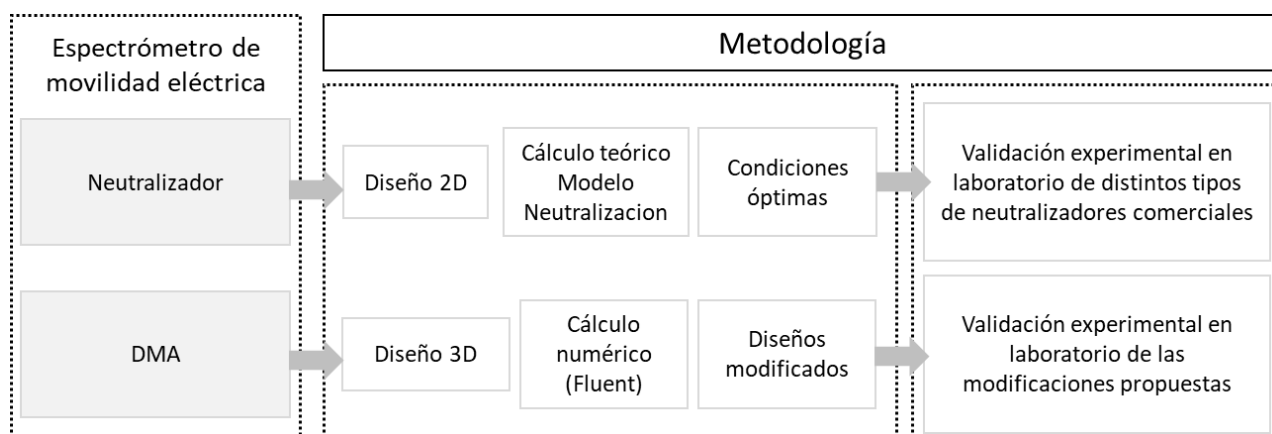 Espectrómetro de
movilidad eléctrica
Metodología
Neutralizador
Diseño 2D
Cálculo teórico
Modelo
Neutralizacion
Condiciones
óptimas
Validación experimental en
laboratorio de distintos tipos
de neutralizadores comerciales
DMA
Diseño 3D
Cálculo
numérico
(Fluent)
Diseños
modificados
Validación experimental en
laboratorio de las
modificaciones propuestas